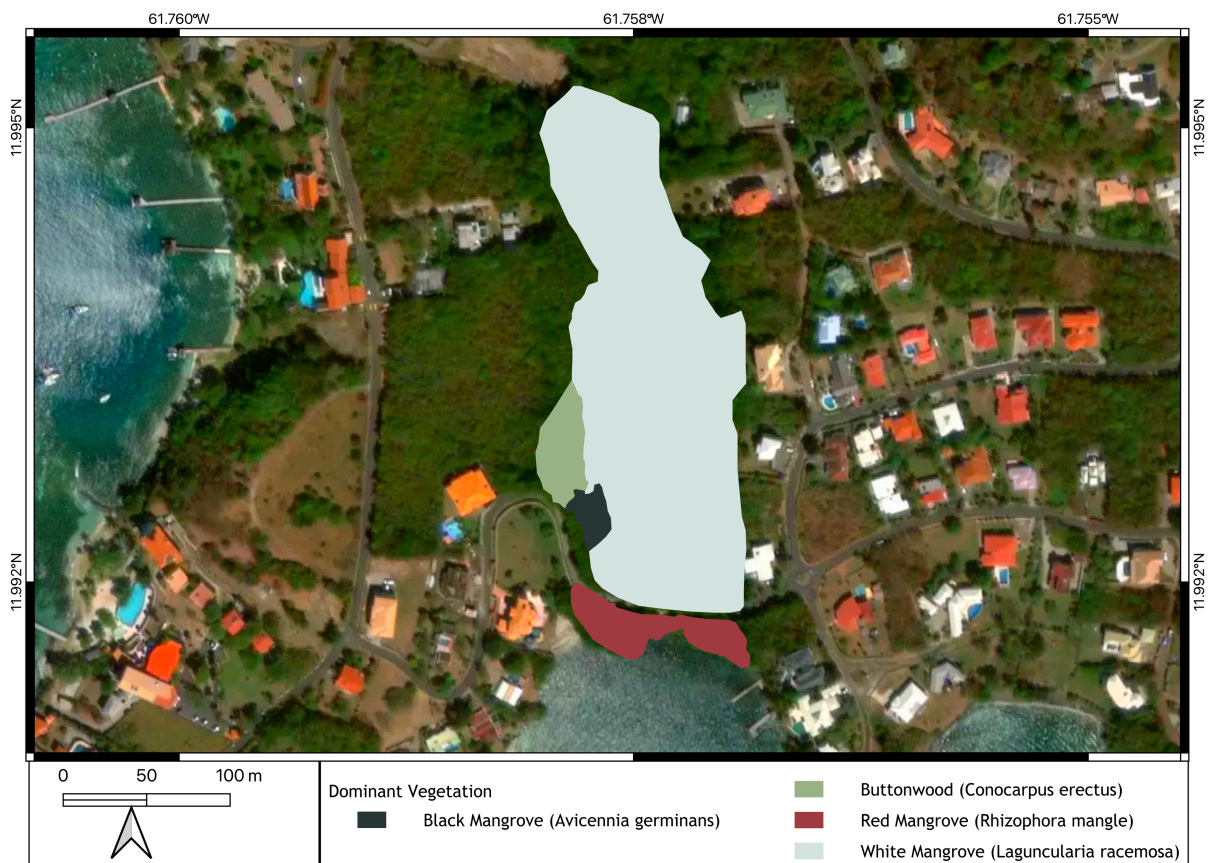 61.760°W 61.758°W 61.755°W
11.995°N 11.995°N
11.992°N 11.992°N
0 50 100 m
Dominant Vegetation
Black Mangrove (Avicennia germinans)
Buttonwood (Conocarpus erectus)
Red Mangrove (Rhizophora mangle)
White Mangrove (Laguncularia racemosa)